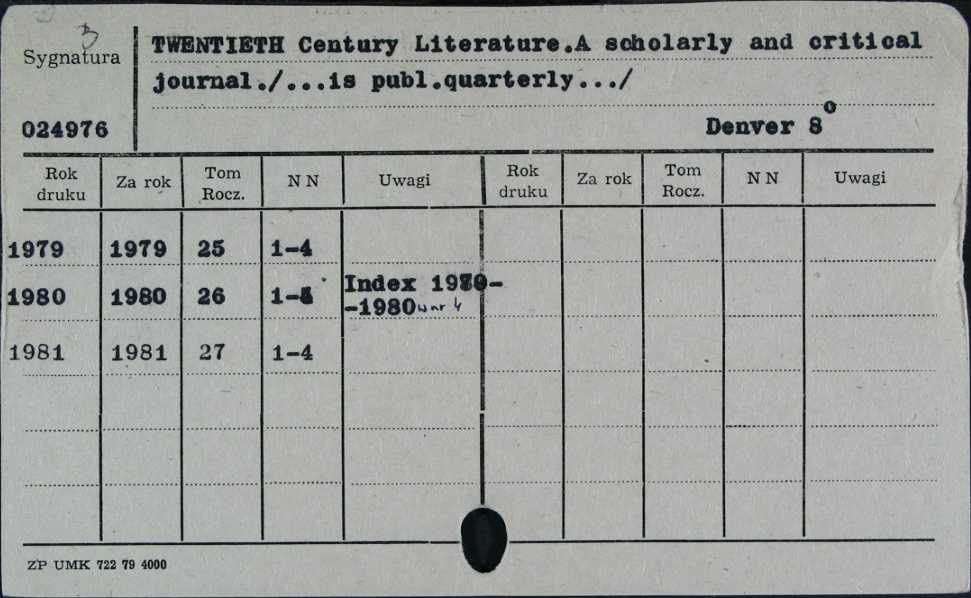 3
Sygnatura
024976
TWENTIETH Century Literature.A scholarly and critical
journal./...is publ.quarterly.../
Denver 8o
Rok druku Za rok Tom Rocz. N N Uwagi Rok druku Za rok Tom Rocz. N N Uwagi
1979 1979 25 1-4
1980 1980 26 1- Index -
-1980 w nr 4
1981 1981 27 1-4
ZP UMK 722 79 4000